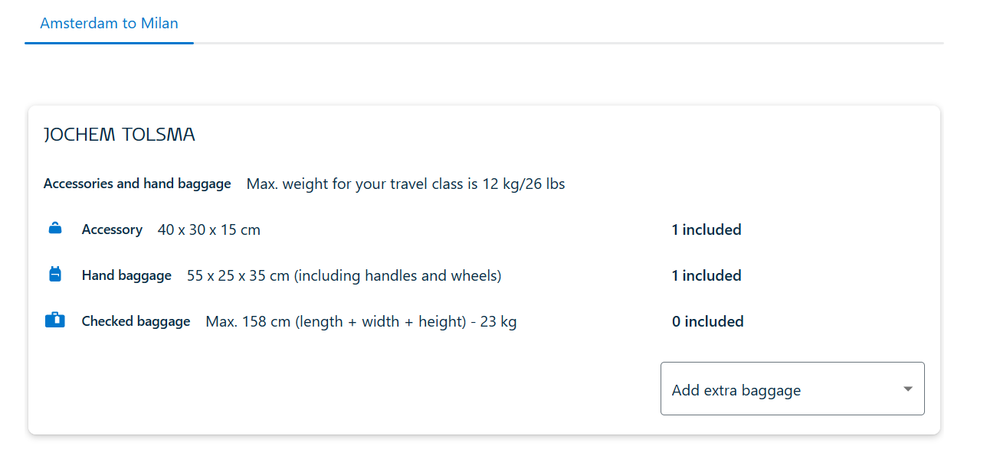 Amsterdam to Milan
JOCHEM TOLSMA
Accessories and hand baggage Max. weight for your travel class is 12 kg/26 lbs
Accessory 40 x 30 x 15 cm 1 included
Hand baggage 55 x 25 x 35 cm (including handles and wheels) 1 included
Checked baggage Max. 158 cm (length + width + height) - 23 kg 0 included
Add extra baggage